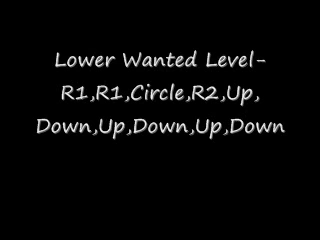 Lower Wanted Level-
R1,R1,Circle,R2,Up,
Down,Up,Down,Up,Down